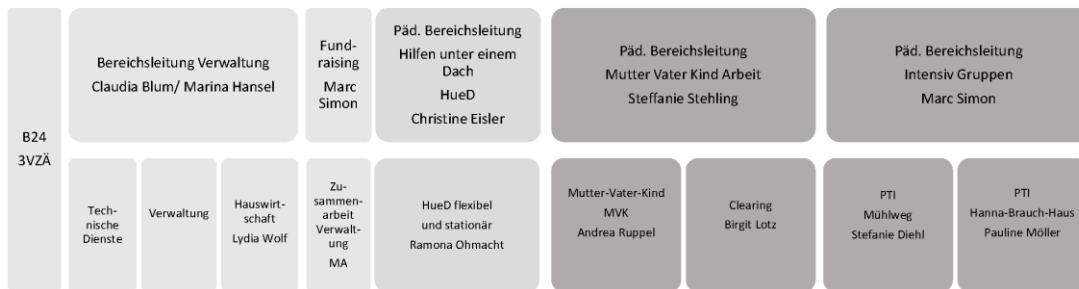 B24
3VZÄ
Bereichsleitung Verwaltung
Claudia Blum/ Marina Hansel
Fund-
raising
Marc
Simon
Päd. Bereichsleitung
Hilfen unter einem
Dach
HueD
Christine Eisler
Päd. Bereichsleitung
Mutter Vater Kind Arbeit
Steffanie Stehling
Päd. Bereichsleitung
Intensiv Gruppen
Marc Simon
Tech-
nische
Dienste
Verwaltung
Hauswirt-
schaft
Lydia Wolf
Zu-
sammen-
arbeit
Verwalt-
ung
MA
HueD flexibel
und stationär
Ramona Ohmacht
Mutter-Vater-Kind
MVK
Andrea Ruppel
Clearing
Birgit Lotz
PTI
Mühlweg
Stefanie Diehl
PTI
Hanna-Brauch-Haus
Pauline Möller